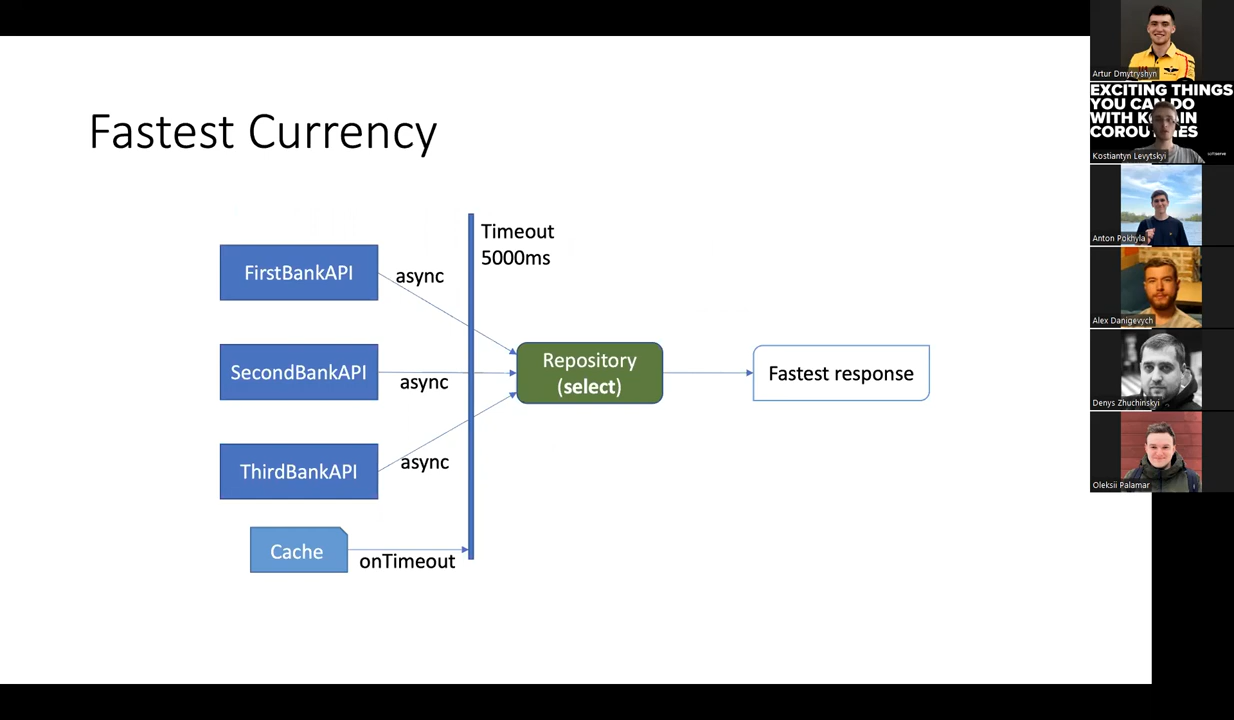 Fastest Currency
Timeout
5000ms
FirstBankAPI
async
SecondBankAPI
async
Repository
(select)
Fastest response
ThirdBankAPI
async
Cache
onTimeout
Artur Dmytryshyn
EXCITING THINGS
YOU CAN DO
WITH KOTLIN
COROUTINES
softserve
Kostiantyn Levytskyi
Anton Pokhyla
Alex Danigevych
Denys Zhuchinskyi
Oleksii Palamar